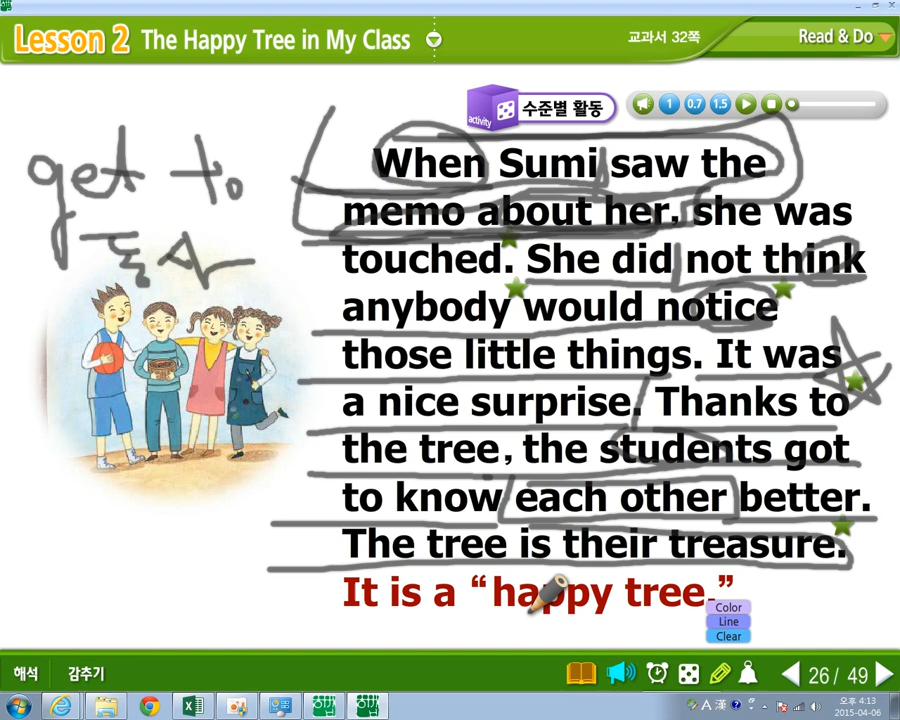 Lesson 2 The Happy Tree in My Class
교과서 32쪽
Read & Do
activity
수준별 활동
1 0.7 1.5
get to
동사
When Sumi saw the
memo about her, she was
touched. She did not think
anybody would notice
those little things. It was
a nice surprise. Thanks to
the tree, the students got
to know each other better.
The tree is their treasure.
It is a “happy tree.”
Color
Line
Clear
해석 감추기
26 / 49
A 漢
오후 4:13
2015-04-06